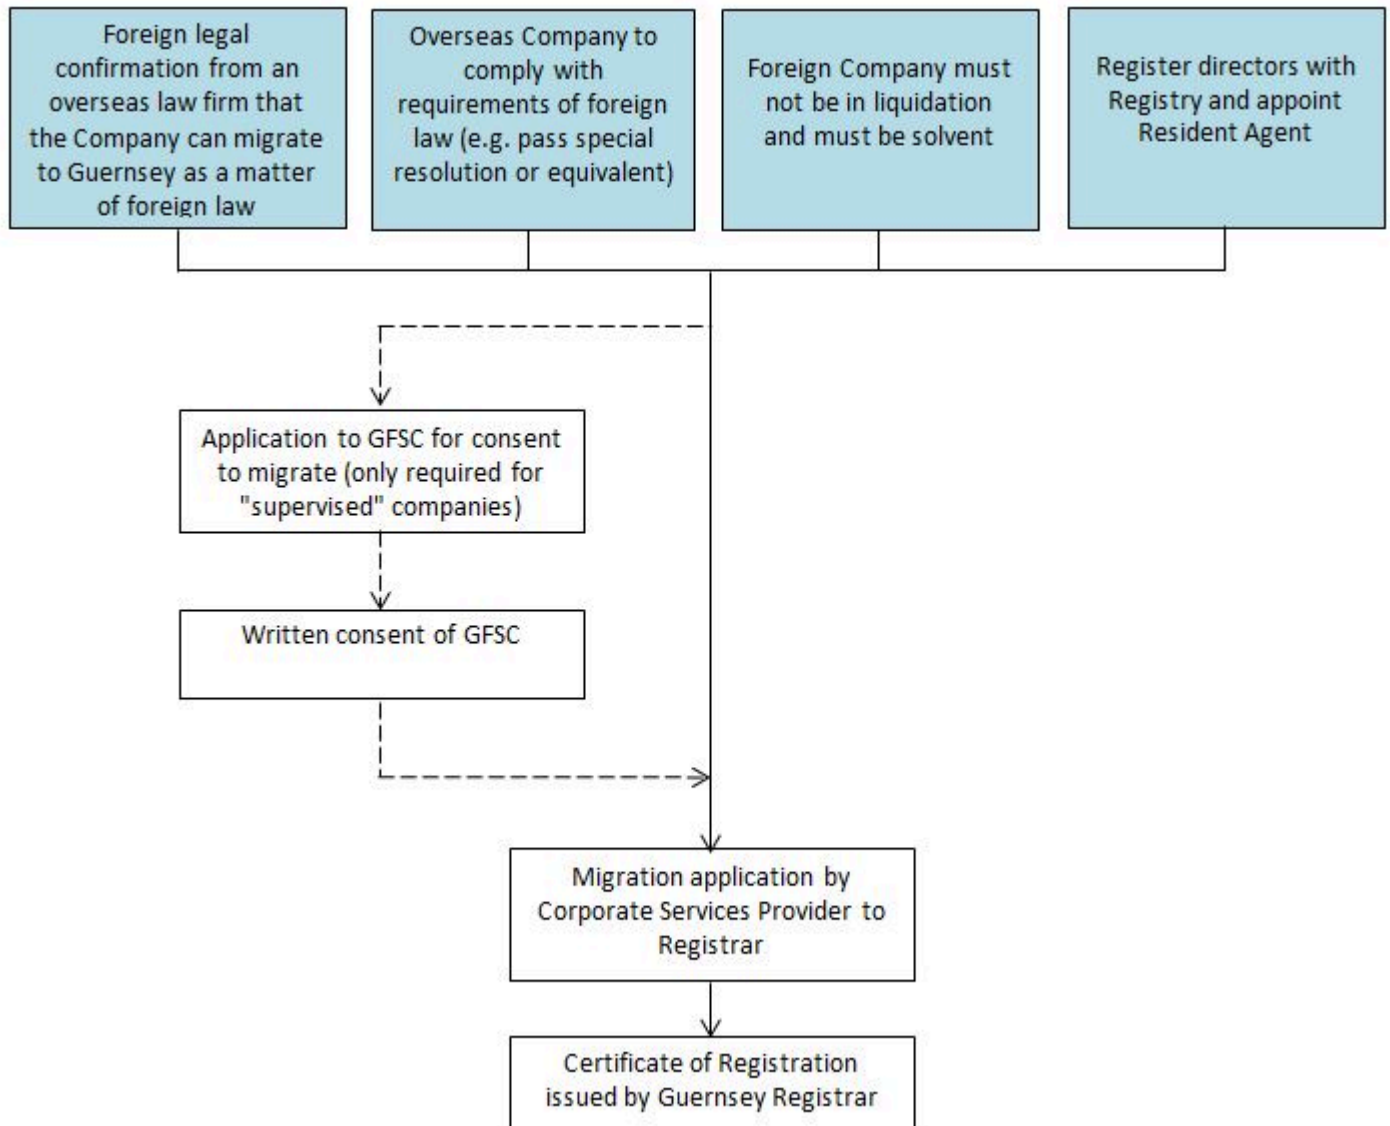 Foreign legal
confirmation from an
overseas law firm that
the Company can migrate
to Guernsey as a matter
of foreign law
Overseas Company to
comply with
requirements of foreign
law (e.g. pass special
resolution or equivalent)
Foreign Company must
not be in liquidation
and must be solvent
Register directors with
Registry and appoint
Resident Agent
Application to GFSC for consent
to migrate (only required for
"supervised" companies)
Written consent of GFSC
Migration application by
Corporate Services Provider to
Registrar
Certificate of Registration
issued by Guernsey Registrar